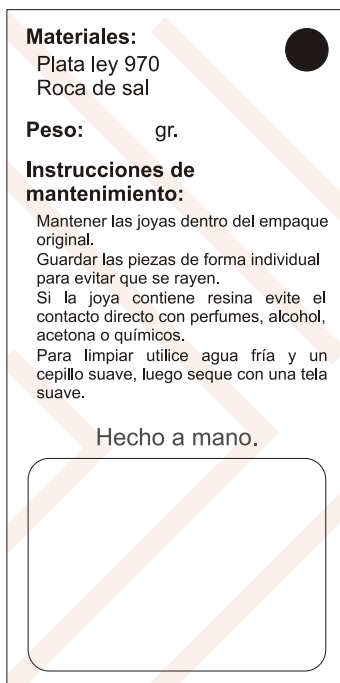 Materiales:
Plata ley 970
Roca de sal
Peso: gr.
Instrucciones de
mantenimiento:
Mantener las joyas dentro del empaque
original.
Guardar las piezas de forma individual
para evitar que se rayen.
Si la joya contiene resina evite el
contacto directo con perfumes, alcohol,
acetona o químicos.
Para limpiar utilice agua fría y un
cepillo suave, luego seque con una tela
suave.
Hecho a mano.